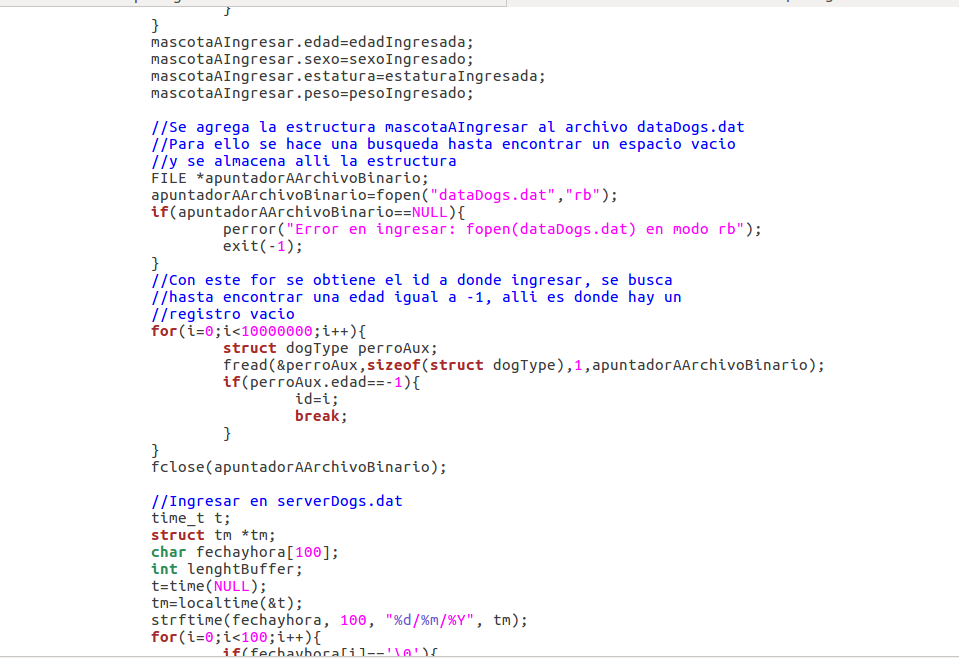 }
}
mascotaAIngresar.edad=edadIngresada;
mascotaAIngresar.sexo=sexoIngresado;
mascotaAIngresar.estatura=estaturaIngresada;
mascotaAIngresar.peso=pesoIngresado;
//Se agrega la estructura mascotaAIngresar al archivo dataDogs.dat
//Para ello se hace una busqueda hasta encontrar un espacio vacio
//y se almacena alli la estructura
FILE *apuntadorAArchivoBinario;
apuntadorAArchivoBinario=fopen("dataDogs.dat","rb");
if(apuntadorAArchivoBinario==NULL){
perror("Error en ingresar: fopen(dataDogs.dat) en modo rb");
exit(-1);
}
//Con este for se obtiene el id a donde ingresar, se busca
//hasta encontrar una edad igual a -1, alli es donde hay un
//registro vacio
for(i=0;i<10000000;i++){
struct dogType perroAux;
fread(&perroAux,sizeof(struct dogType),1,apuntadorAArchivoBinario);
if(perroAux.edad==-1){
id=i;
break;
}
}
fclose(apuntadorAArchivoBinario);
//Ingresar en serverDogs.dat
time_t t;
struct tm *tm;
char fechayhora[100];
int lenghtBuffer;
t=time(NULL);
tm=localtime(&t);
strftime(fechayhora, 100, "%d/%m/%Y", tm);
for(i=0;i<100;i++){
if(fechayhora[i]=='\0'){